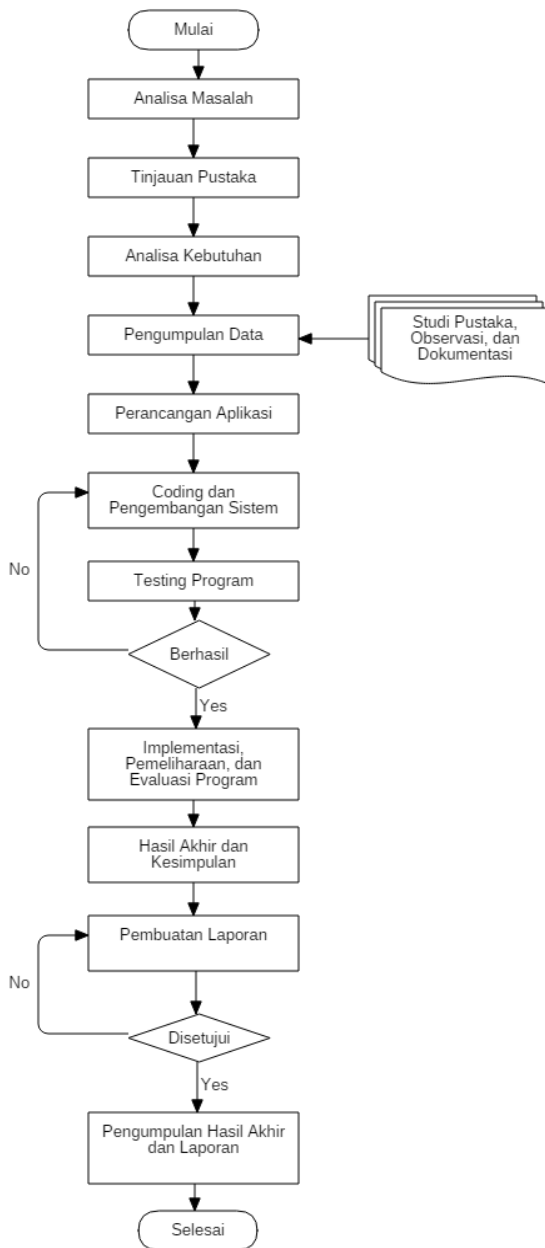 Mulai
Analisa Masalah
Tinjauan Pustaka
Analisa Kebutuhan
Pengumpulan Data
Studi Pustaka,
Observasi, dan
Dokumentasi
Perancangan Aplikasi
Coding dan
Pengembangan Sistem
No
Testing Program
Berhasil
Yes
Implementasi,
Pemeliharaan, dan
Evaluasi Program
Hasil Akhir dan
Kesimpulan
Pembuatan Laporan
No
Disetujui
Yes
Pengumpulan Hasil Akhir
dan Laporan
Selesai